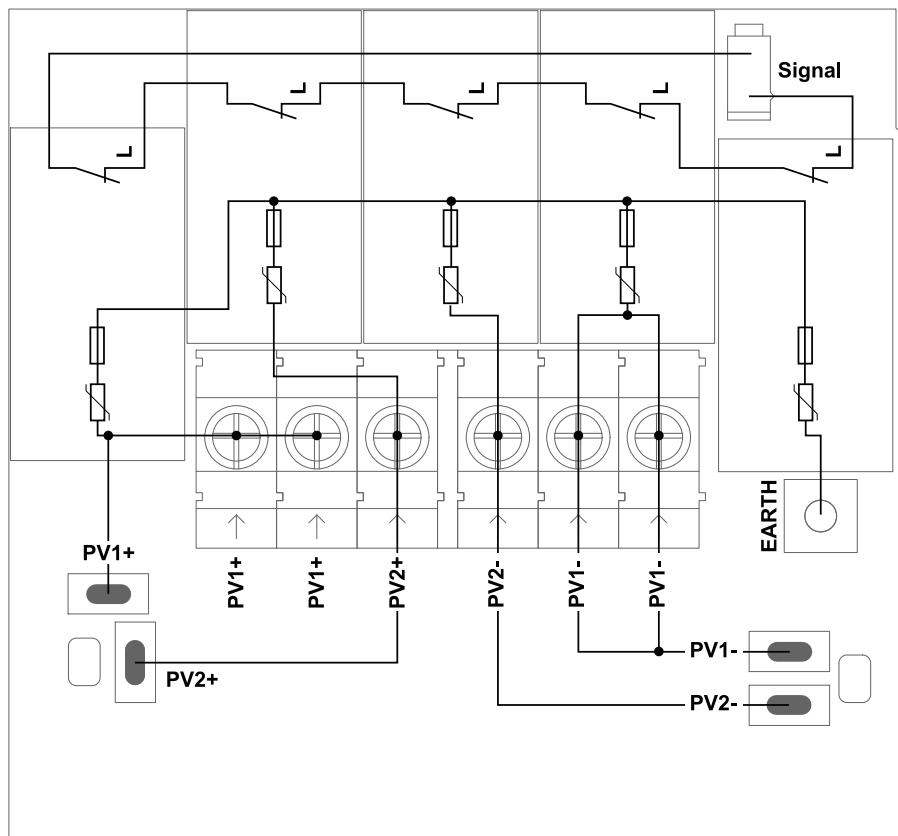 Signal
L
L
L
L
L
EARTH
PV1+
PV1+
PV1+
PV2+
PV2-
PV1-
PV1-
PV1-
PV2+
PV2-